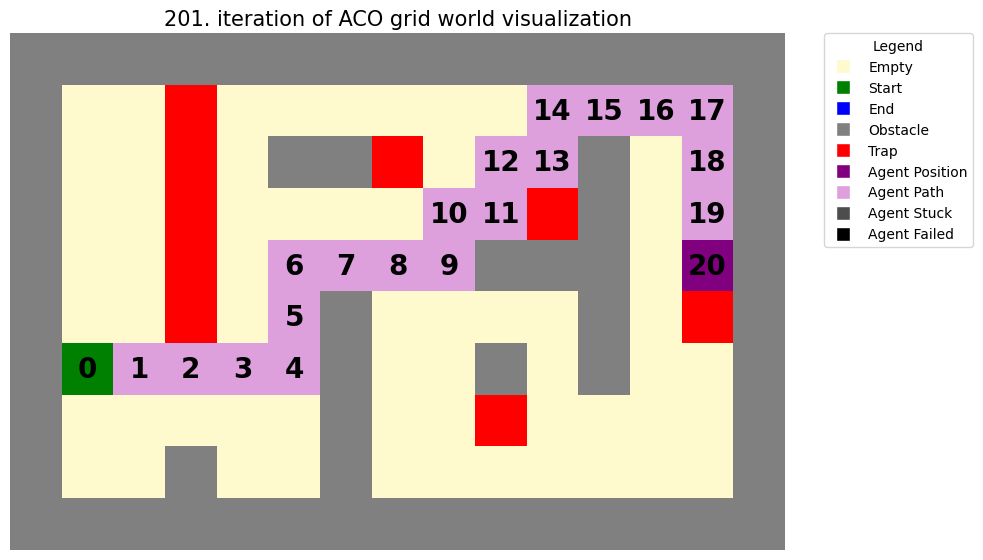 201. iteration of ACO grid world visualization
Legend
Empty
Start
End
Obstacle
Trap
Agent Position
Agent Path
Agent Stuck
Agent Failed
14 15 16 17
12 13 18
10 11 19
6 7 8 9 20
5
0 1 2 3 4